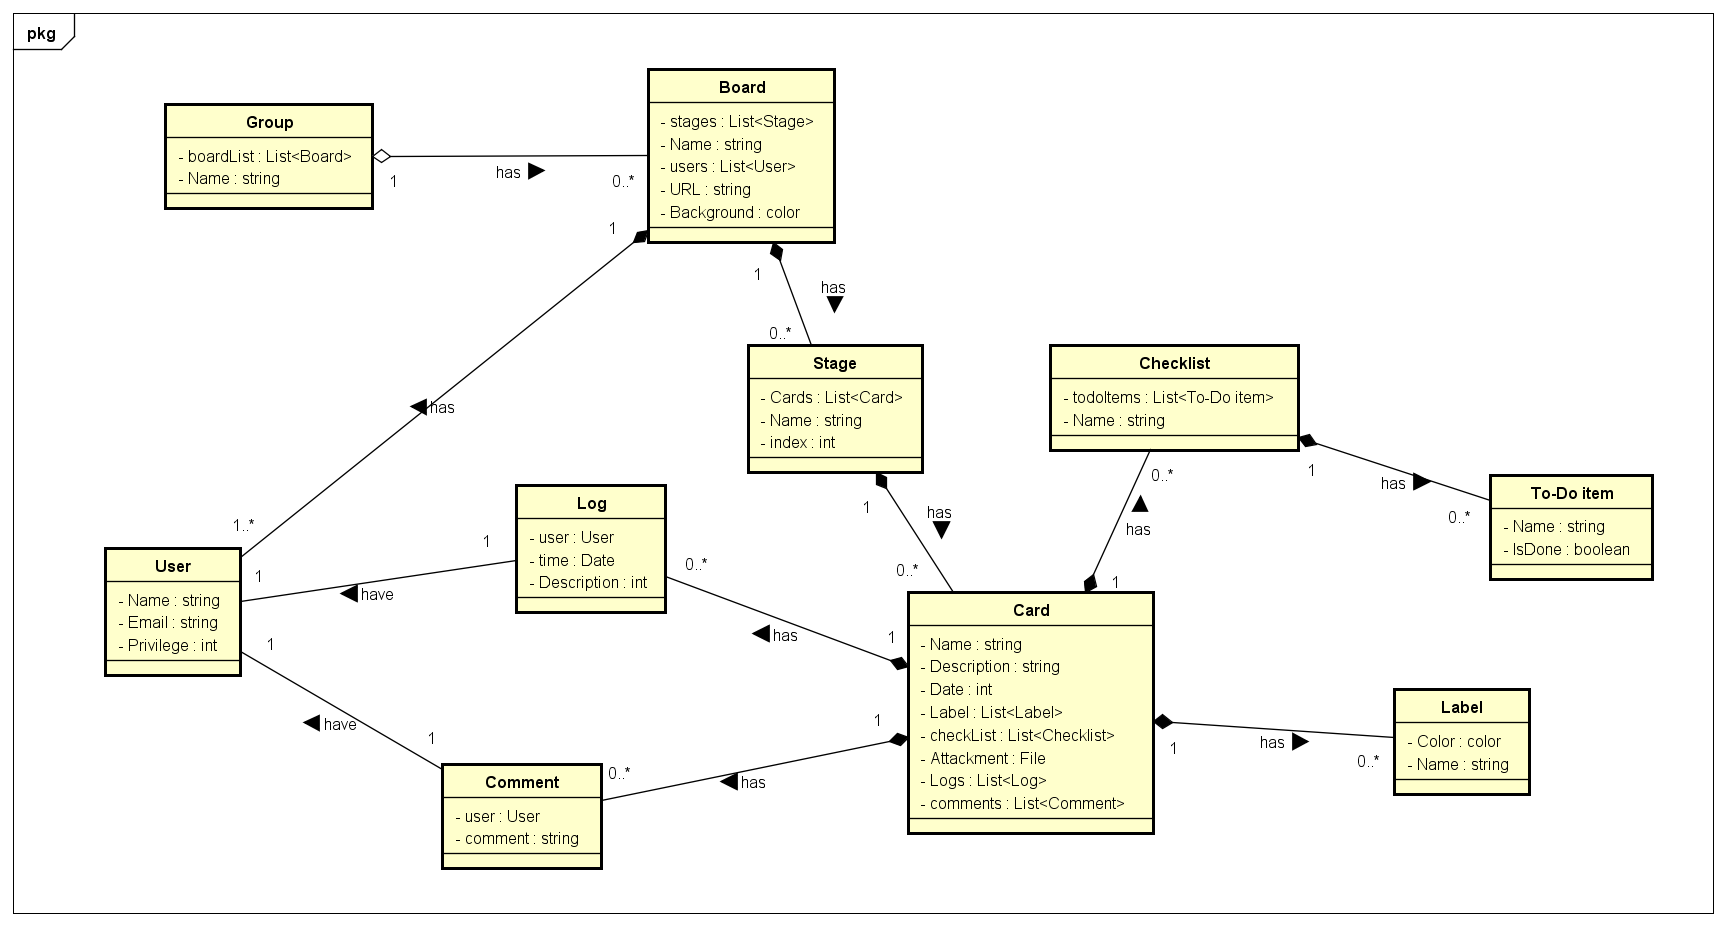 pkg
Group
- boardList : List<Board>
- Name : string
1
has
0..*
Board
- stages : List<Stage>
- Name : string
- users : List<User>
- URL : string
- Background : color
1
has
1..*
1
has
0..*
Stage
- Cards : List<Card>
- Name : string
- index : int
1
has
0..*
Checklist
- todoItems : List<To-Do item>
- Name : string
1
has
0..*
To-Do item
- Name : string
- IsDone : boolean
0..*
has
1
Log
- user : User
- time : Date
- Description : int
1
have
1
0..*
has
1
User
- Name : string
- Email : string
- Privilege : int
1
have
1
Card
- Name : string
- Description : string
- Date : int
- Label : List<Label>
- checkList : List<Checklist>
- Attackment : File
- Logs : List<Log>
- comments : List<Comment>
1
has
0..*
Comment
- user : User
- comment : string
1
has
0..*
Label
- Color : color
- Name : string